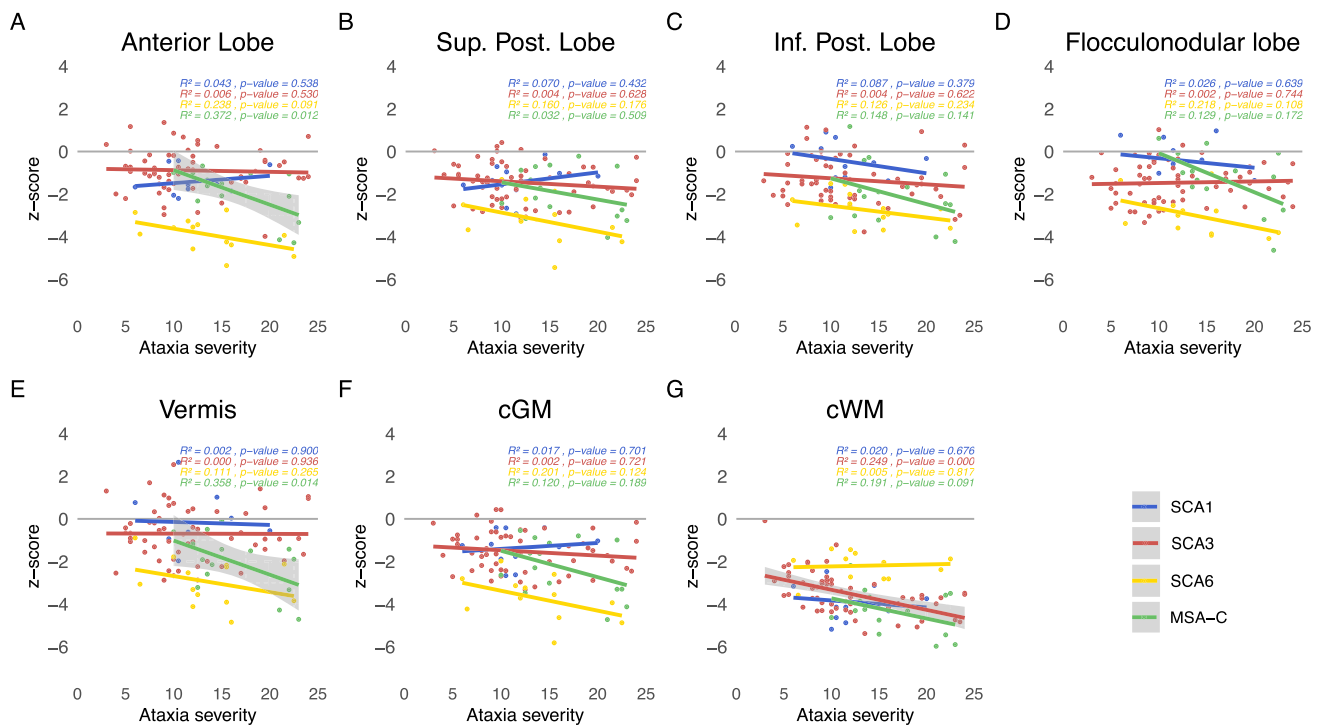 A
Anterior Lobe
R² = 0.043 , p−value = 0.538
R² = 0.006 , p−value = 0.530
R² = 0.238 , p−value = 0.091
R² = 0.372 , p−value = 0.012
4
2
0
−2
−4
−6
z−score
0 5 10 15 20 25
Ataxia severity
B
Sup. Post. Lobe
R² = 0.070 , p−value = 0.432
R² = 0.004 , p−value = 0.628
R² = 0.160 , p−value = 0.176
R² = 0.032 , p−value = 0.509
4
2
0
−2
−4
−6
z−score
0 5 10 15 20 25
Ataxia severity
C
Inf. Post. Lobe
R² = 0.087 , p−value = 0.379
R² = 0.004 , p−value = 0.622
R² = 0.126 , p−value = 0.234
R² = 0.148 , p−value = 0.141
4
2
0
−2
−4
−6
z−score
0 5 10 15 20 25
Ataxia severity
D
Flocculonodular lobe
R² = 0.026 , p−value = 0.639
R² = 0.002 , p−value = 0.744
R² = 0.218 , p−value = 0.108
R² = 0.129 , p−value = 0.172
4
2
0
−2
−4
−6
z−score
0 5 10 15 20 25
Ataxia severity
E
Vermis
R² = 0.002 , p−value = 0.900
R² = 0.000 , p−value = 0.936
R² = 0.111 , p−value = 0.265
R² = 0.358 , p−value = 0.014
4
2
0
−2
−4
−6
z−score
0 5 10 15 20 25
Ataxia severity
F
cGM
R² = 0.017 , p−value = 0.701
R² = 0.002 , p−value = 0.721
R² = 0.201 , p−value = 0.124
R² = 0.120 , p−value = 0.189
4
2
0
−2
−4
−6
z−score
0 5 10 15 20 25
Ataxia severity
G
cWM
R² = 0.020 , p−value = 0.676
R² = 0.249 , p−value = 0.000
R² = 0.005 , p−value = 0.817
R² = 0.191 , p−value = 0.091
4
2
0
−2
−4
−6
z−score
0 5 10 15 20 25
Ataxia severity
SCA1
SCA3
SCA6
MSA−C